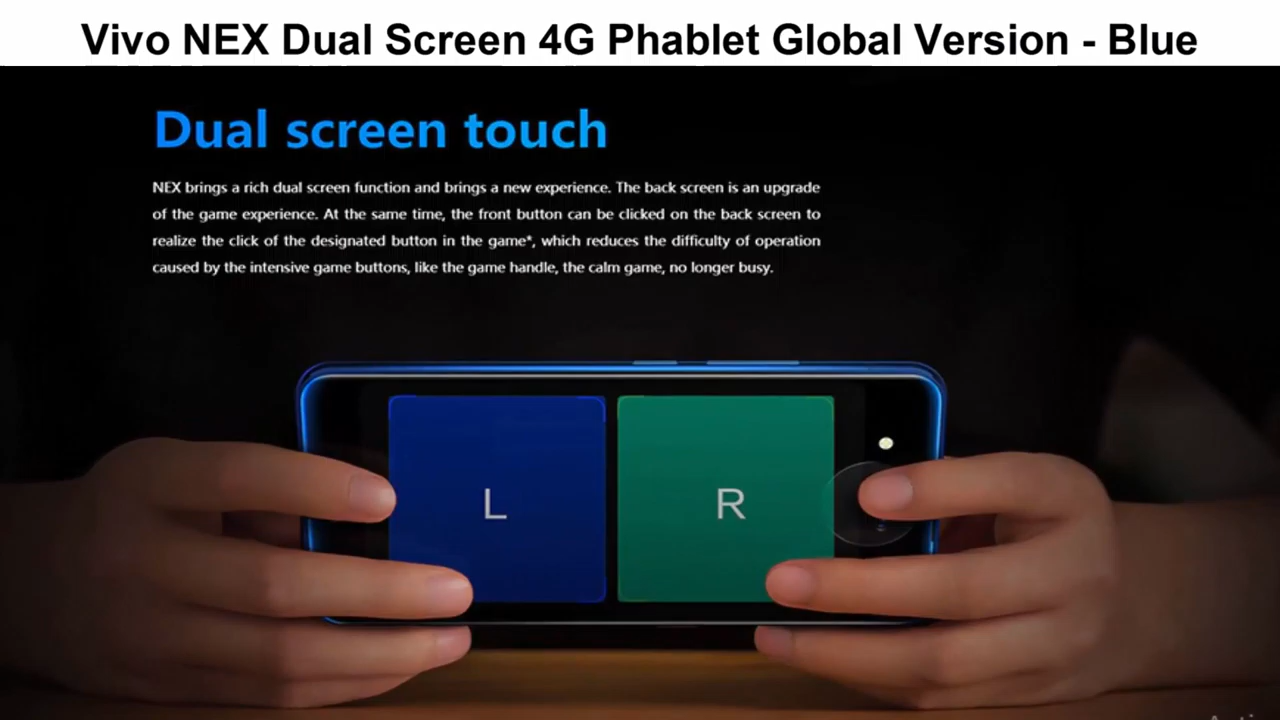 Vivo NEX Dual Screen 4G Phablet Global Version - Blue
Dual screen touch
NEX brings a rich dual screen function and brings a new experience. The back screen is an upgrade
of the game experience. At the same time, the front button can be clicked on the back screen to
realize the click of the designated button in the game*, which reduces the difficulty of operation
caused by the intensive game buttons, like the game handle, the calm game, no longer busy.
L R